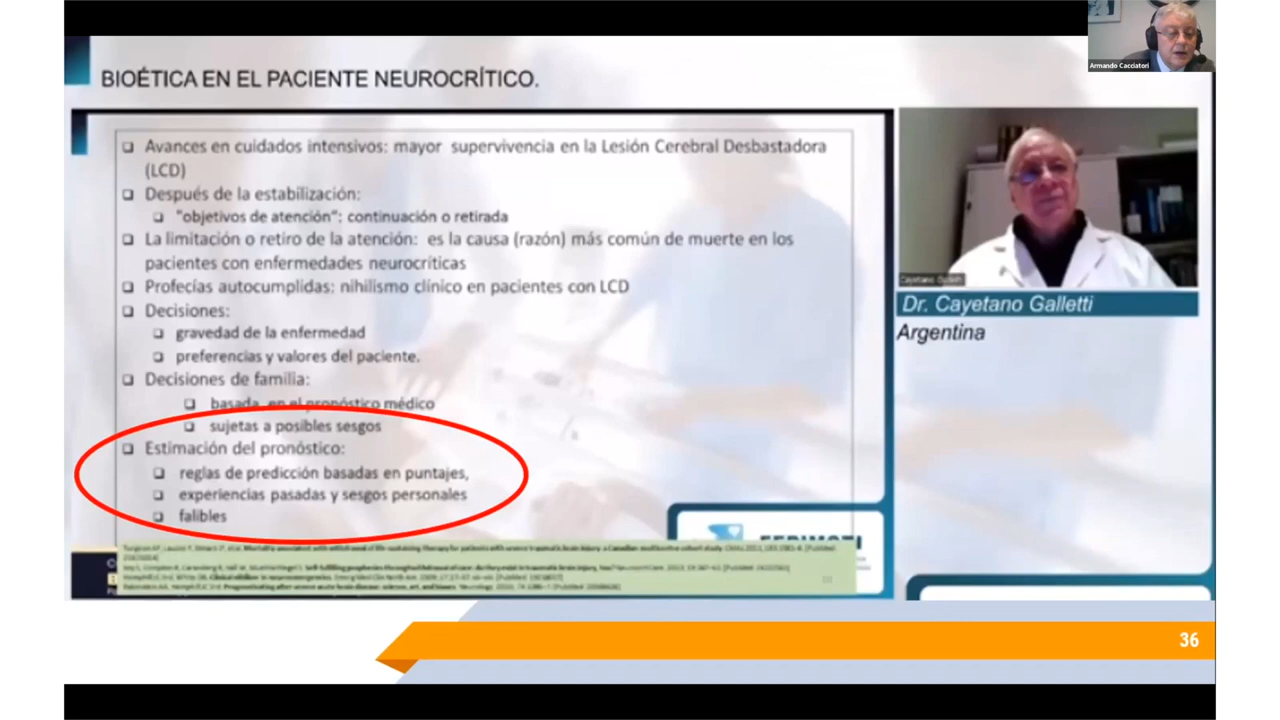 Armando Cacciatori
BIOÉTICA EN EL PACIENTE NEUROCRÍTICO.
Avances en cuidados intensivos: mayor supervivencia en la Lesión Cerebral Desbastadora
(LCD)
Después de la estabilización:
"objetivos de atención": continuación o retirada
La limitación o retiro de la atención: es la causa (razón) más común de muerte en los
pacientes con enfermedades neurocríticas
Profecías autocumplidas: nihilismo clínico en pacientes con LCD
Decisiones:
gravedad de la enfermedad
preferencias y valores del paciente.
Decisiones de familia:
basada en el pronóstico médico
sujetas a posibles sesgos
Estimación del pronóstico:
reglas de predicción basadas en puntajes,
experiencias pasadas y sesgos personales
falibles
Cayetano
Dr. Cayetano Galletti
Argentina
36